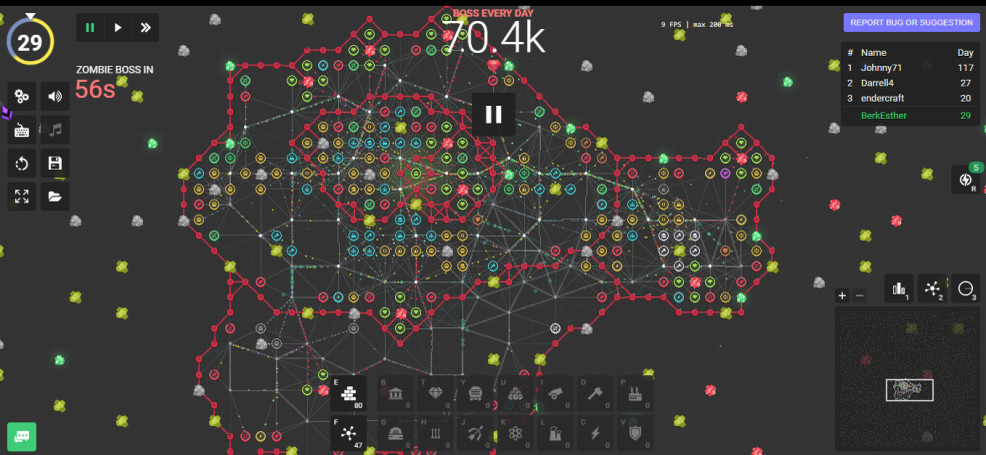 BOSS EVERY DAY
70.4k
9 FPS | max 200 ms
REPORT BUG OR SUGGESTION
29
ZOMBIE BOSS IN
56s
# Name Day
1 Johnny71 117
2 Darrell4 27
3 endercraft 20
BerkEsther 29
5
R
1 2 3
+ −
E 80
B 0
T 0
Y 0
U 0
I 0
O 0
P 0
F 47
G 0
H 0
J 0
K 0
L 0
C 0
V 0